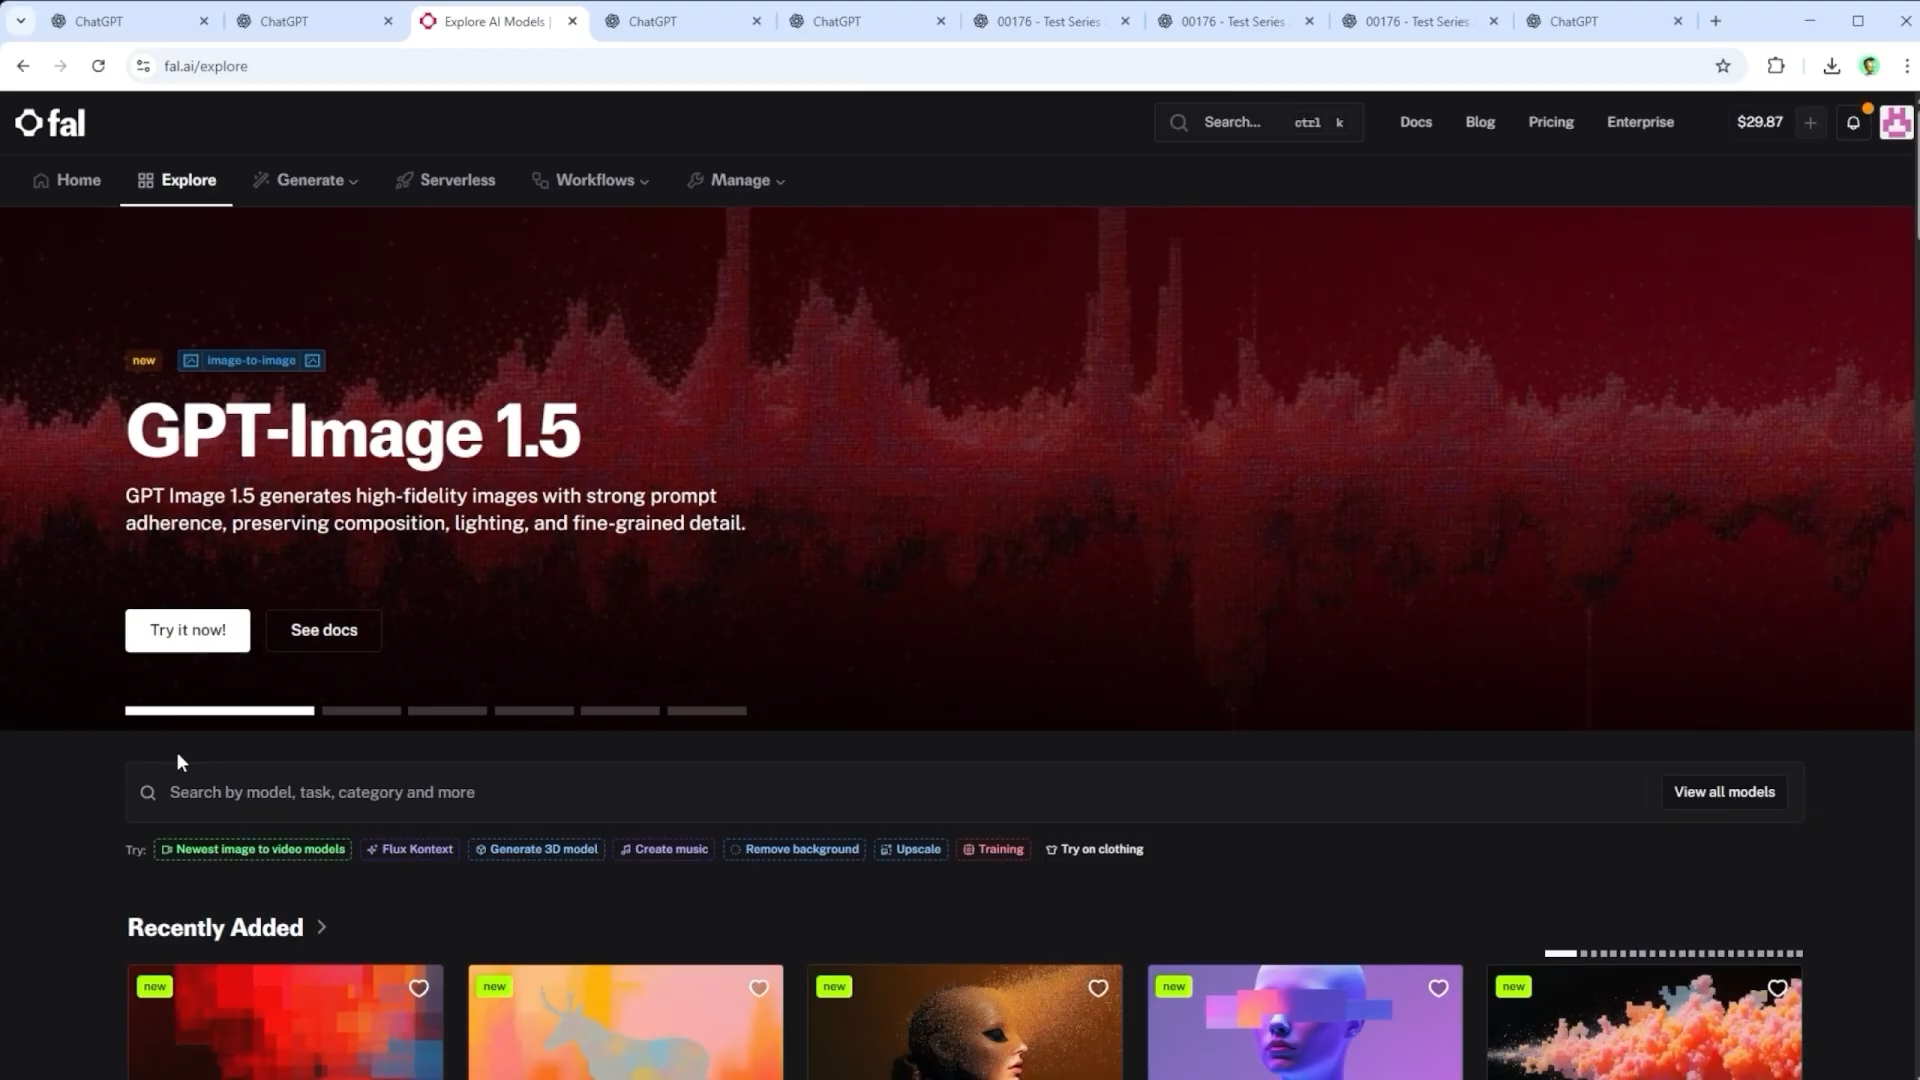 ChatGPT
ChatGPT
Explore AI Models |
ChatGPT
ChatGPT
00176 - Test Series
00176 - Test Series
00176 - Test Series
ChatGPT
fal.ai/explore
fal
Search...
ctrl k
Docs
Blog
Pricing
Enterprise
$29.87
Home
Explore
Generate
Serverless
Workflows
Manage
new
image-to-image
GPT-Image 1.5
GPT Image 1.5 generates high-fidelity images with strong prompt
adherence, preserving composition, lighting, and fine-grained detail.
Try it now!
See docs
Search by model, task, category and more
View all models
Try:
Newest image to video models
Flux Kontext
Generate 3D model
Create music
Remove background
Upscale
Training
Try on clothing
Recently Added
new
new
new
new
new